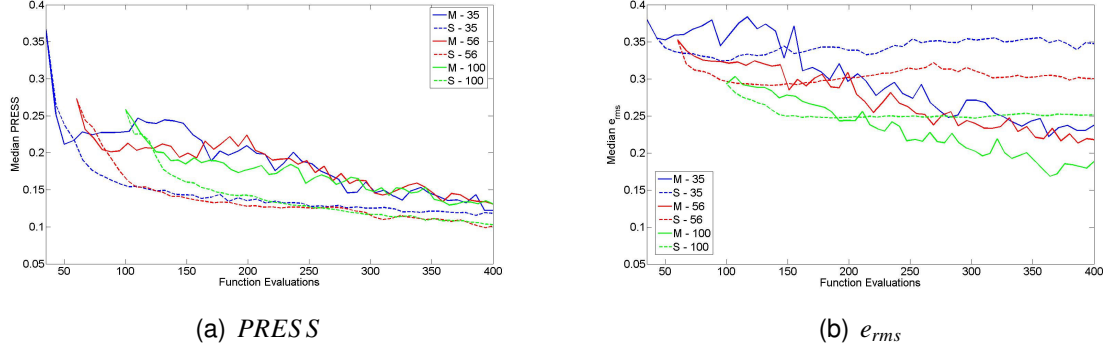 0.4
0.35
0.3
0.25
0.2
0.15
0.1
0.05
Median PRESS
50 100 150 200 250 300 350 400
Function Evaluations
M - 35
S - 35
M - 56
S - 56
M - 100
S - 100
(a) PRESS
0.4
0.35
0.3
0.25
0.2
0.15
0.1
0.05
Median e_rms
50 100 150 200 250 300 350 400
Function Evaluations
M - 35
S - 35
M - 56
S - 56
M - 100
S - 100
(b) e_rms